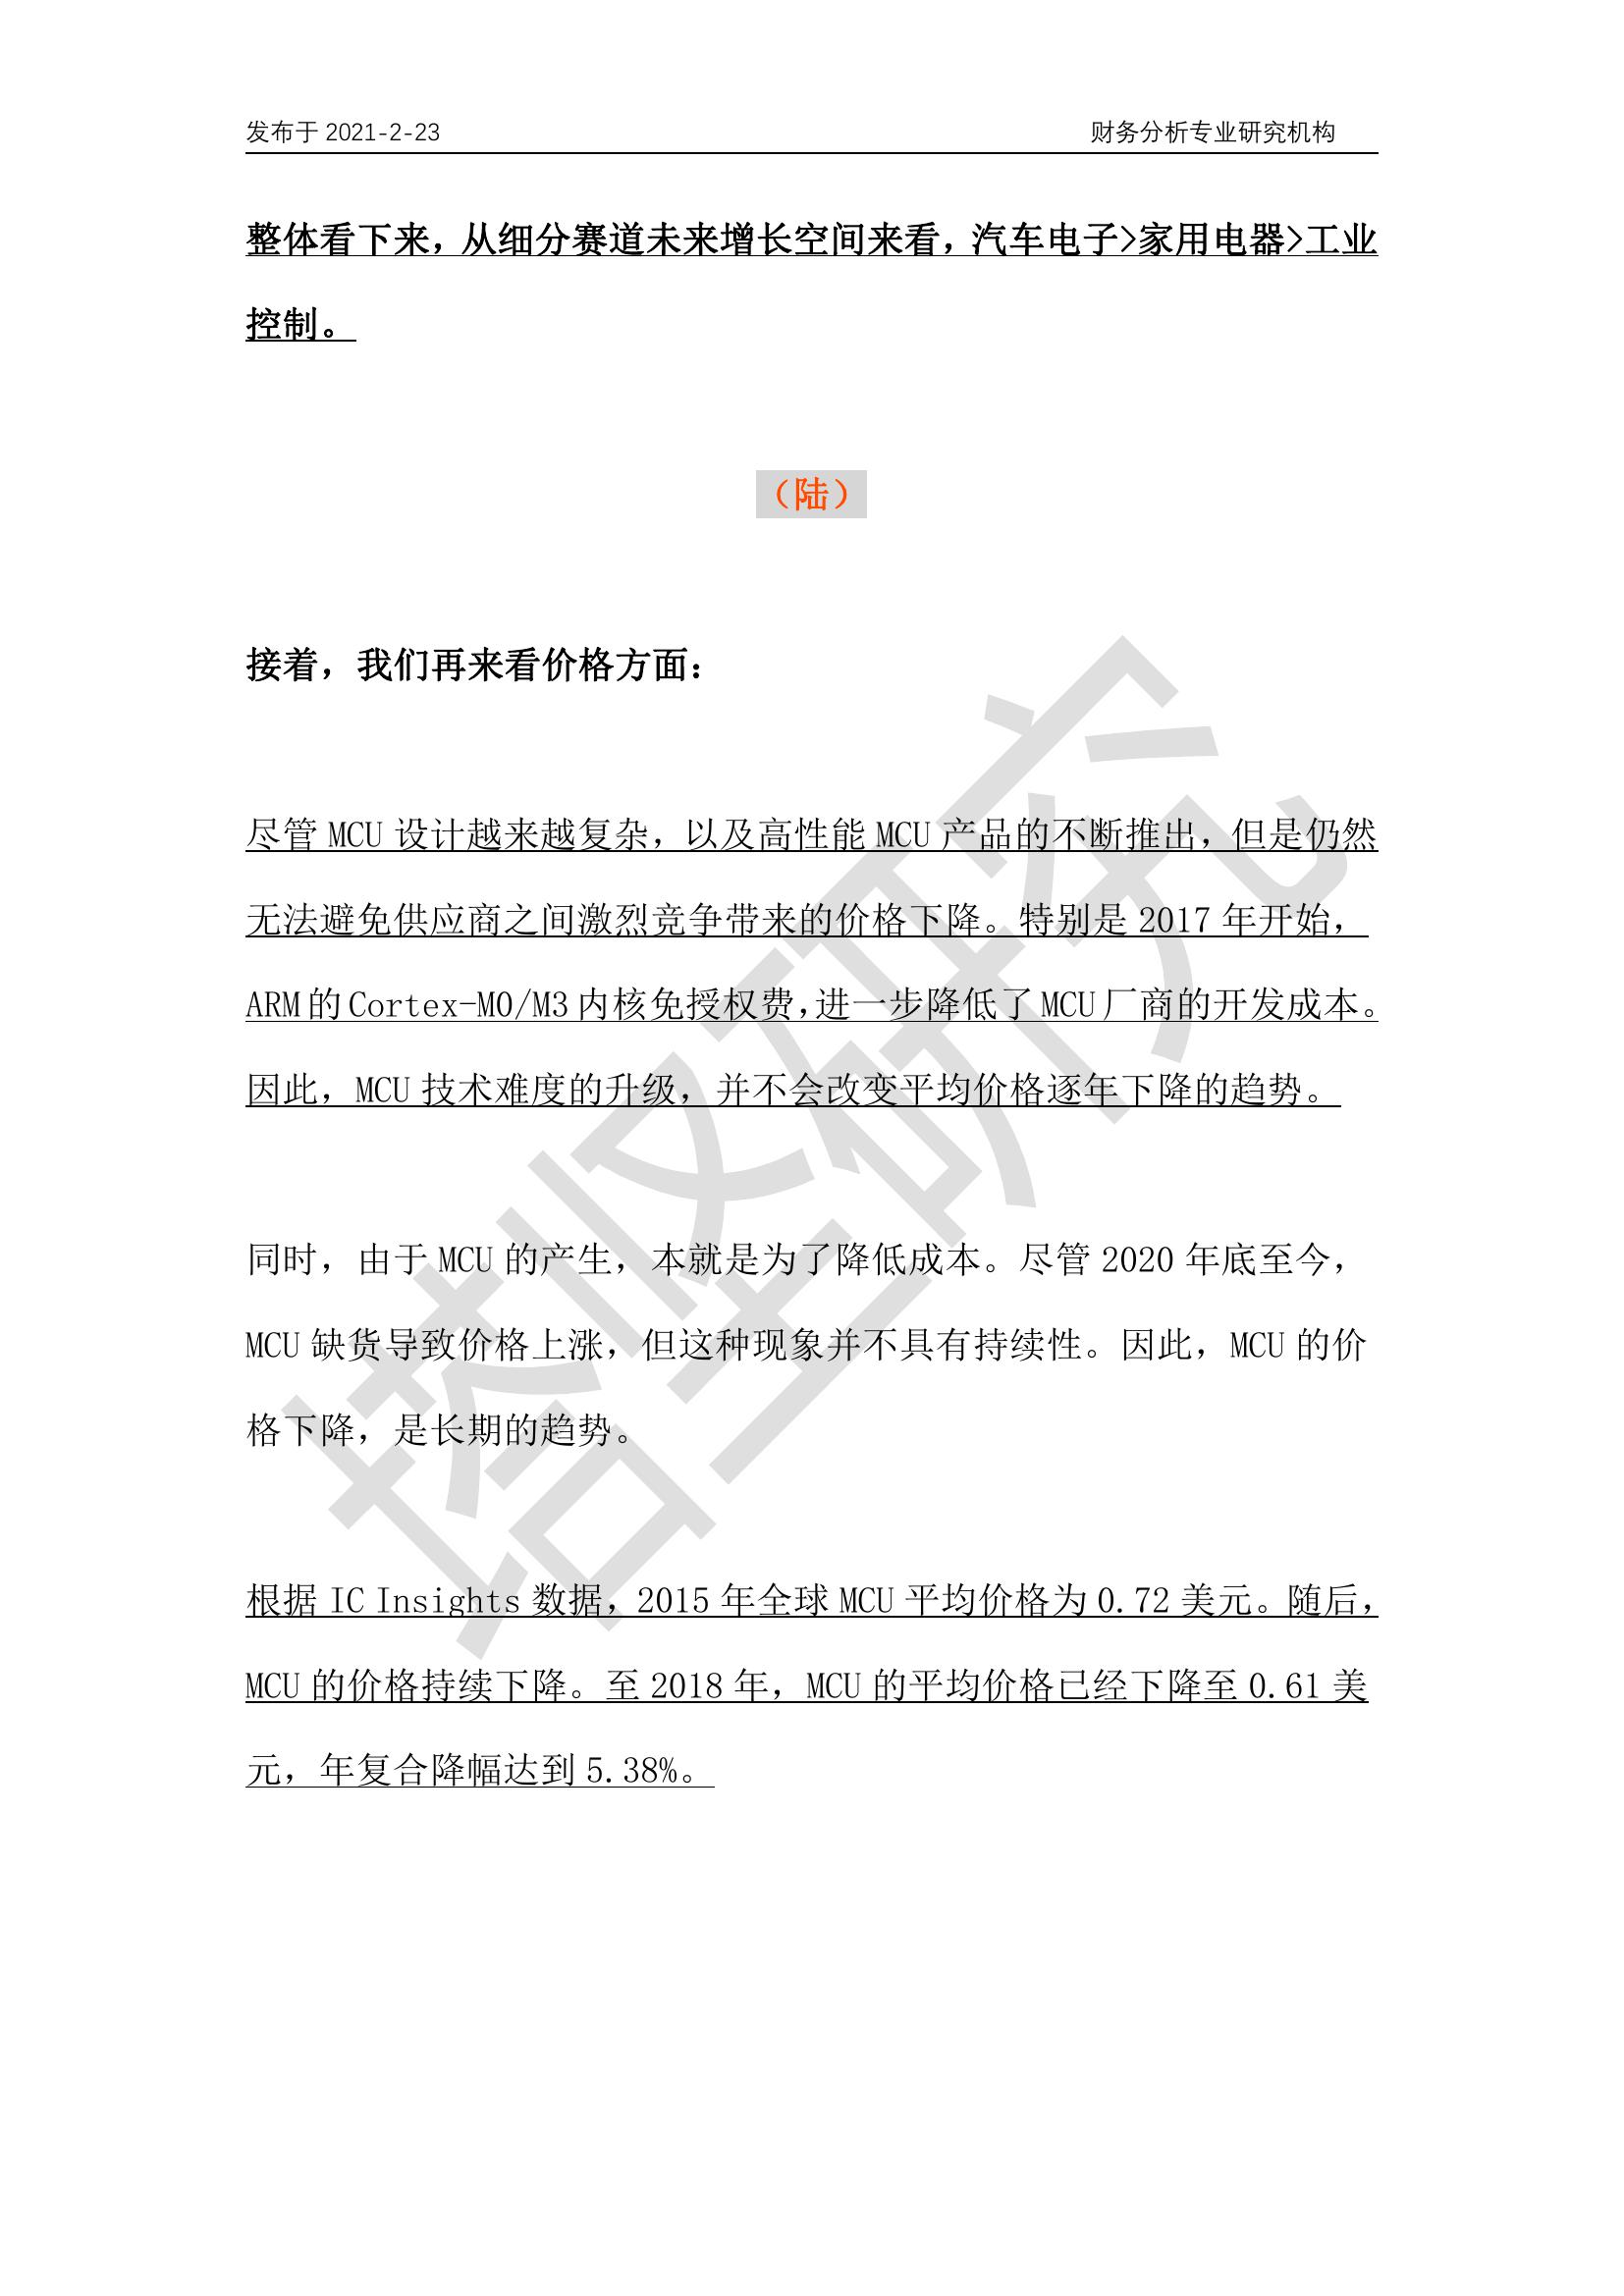 发布于 2021-2-23 财务分析专业研究机构
整体看下来，从细分赛道未来增长空间来看，汽车电子>家用电器>工业
控制。
（陆）
接着，我们再来看价格方面：
尽管 MCU 设计越来越复杂，以及高性能 MCU 产品的不断推出，但是仍然
无法避免供应商之间激烈竞争带来的价格下降。特别是 2017 年开始，
ARM 的 Cortex-M0/M3 内核免授权费，进一步降低了 MCU 厂商的开发成本。
因此，MCU 技术难度的升级，并不会改变平均价格逐年下降的趋势。
同时，由于 MCU 的产生，本就是为了降低成本。尽管 2020 年底至今，
MCU 缺货导致价格上涨，但这种现象并不具有持续性。因此，MCU 的价
格下降，是长期的趋势。
根据 IC Insights 数据，2015 年全球 MCU 平均价格为 0.72 美元。随后，
MCU 的价格持续下降。至 2018 年，MCU 的平均价格已经下降至 0.61 美
元，年复合降幅达到 5.38%。
塔坚研究